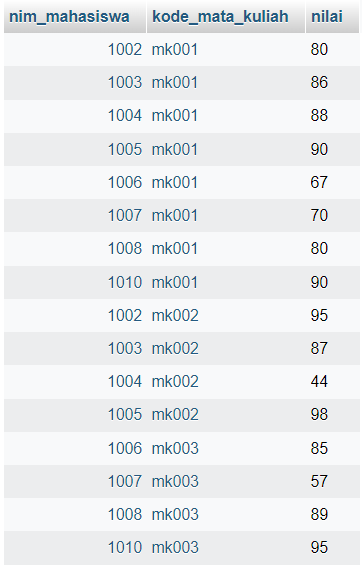 nim_mahasiswa kode_mata_kuliah nilai
1002 mk001 80
1003 mk001 86
1004 mk001 88
1005 mk001 90
1006 mk001 67
1007 mk001 70
1008 mk001 80
1010 mk001 90
1002 mk002 95
1003 mk002 87
1004 mk002 44
1005 mk002 98
1006 mk003 85
1007 mk003 57
1008 mk003 89
1010 mk003 95